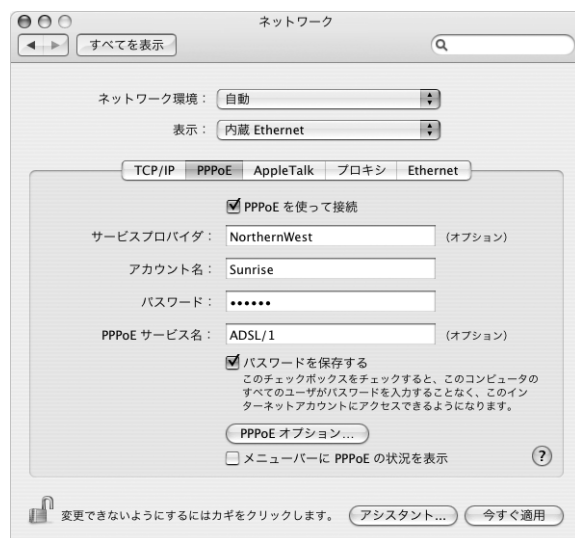 ネットワーク
すべてを表示
ネットワーク環境： 自動
表示： 内蔵 Ethernet
TCP/IP PPPoE AppleTalk プロキシ Ethernet
PPPoE を使って接続
サービスプロバイダ： NorthernWest (オプション)
アカウント名： Sunrise
パスワード： ••••••
PPPoE サービス名： ADSL/1 (オプション)
パスワードを保存する
このチェックボックスをチェックすると、このコンピュータの
すべてのユーザがパスワードを入力することなく、このイン
ターネットアカウントにアクセスできるようになります。
PPPoE オプション...
メニューバーに PPPoE の状況を表示 ?
変更できないようにするにはカギをクリックします。 アシスタント... 今すぐ適用